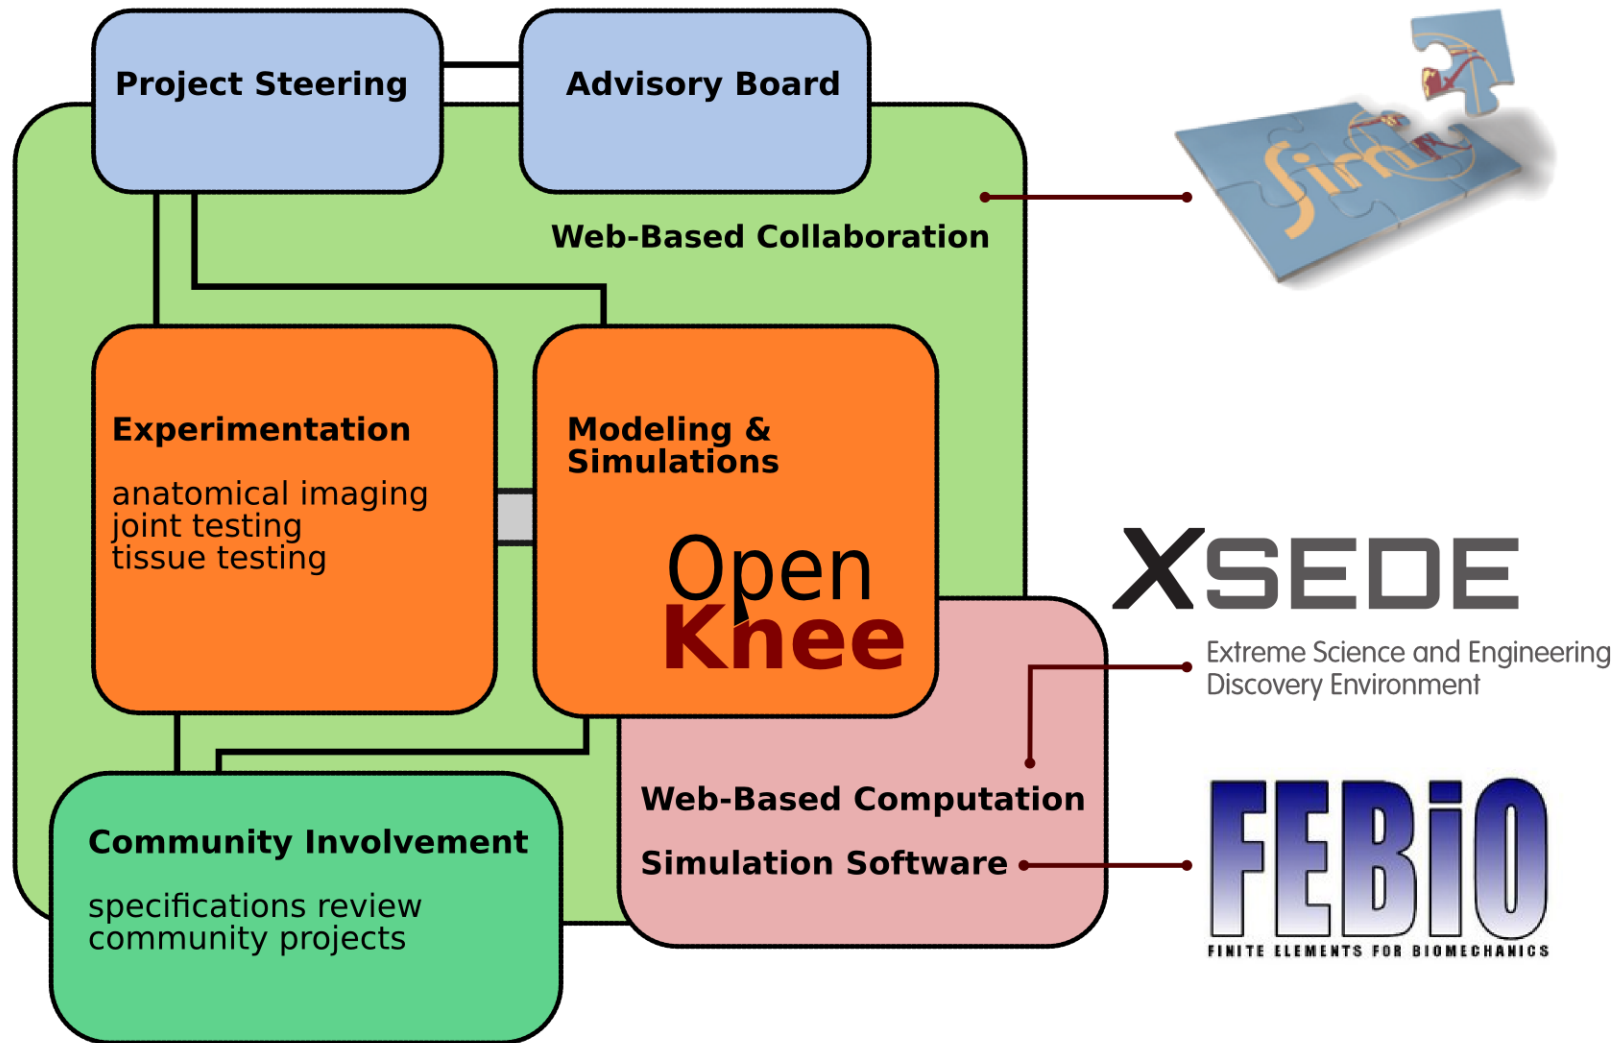 Project Steering
Advisory Board
Web-Based Collaboration
Experimentation
anatomical imaging
joint testing
tissue testing
Modeling &
Simulations
Open
Knee
XSEDE
Extreme Science and Engineering
Discovery Environment
Web-Based Computation
Simulation Software
FEBiO
FINITE ELEMENTS FOR BIOMECHANICS
Community Involvement
specifications review
community projects